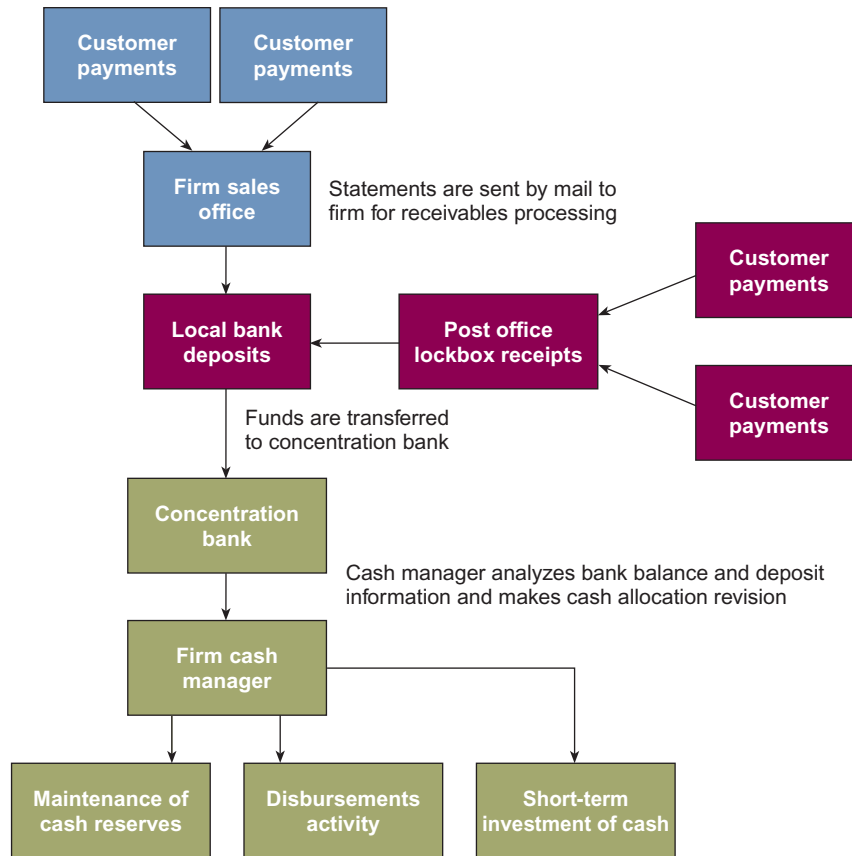 Customer
payments
Customer
payments
Firm sales
office
Statements are sent by mail to
firm for receivables processing
Customer
payments
Local bank
deposits
Post office
lockbox receipts
Customer
payments
Funds are transferred
to concentration bank
Concentration
bank
Cash manager analyzes bank balance and deposit
information and makes cash allocation revision
Firm cash
manager
Maintenance of
cash reserves
Disbursements
activity
Short-term
investment of cash